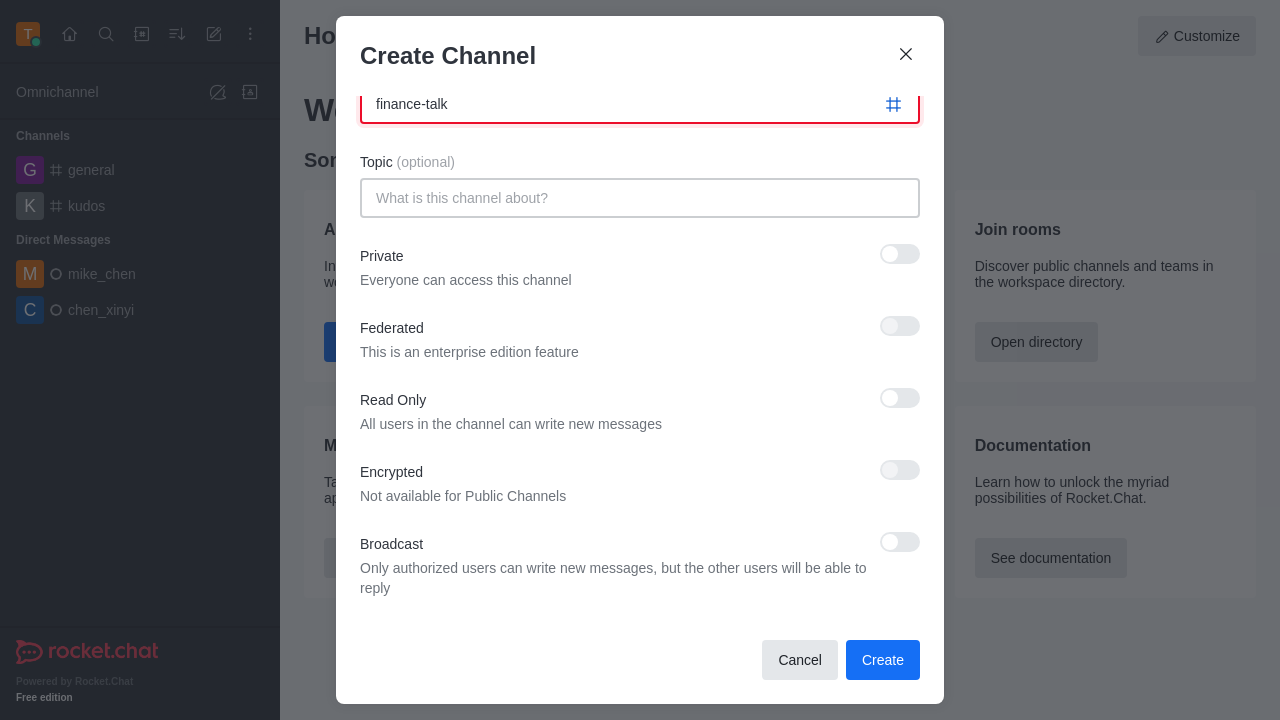 T
Ho
Customize
Create Channel
Omnichannel
finance-talk
Channels
G general
K kudos
Direct Messages
M mike_chen
C chen_xinyi
Topic (optional)
What is this channel about?
Private
Everyone can access this channel
Federated
This is an enterprise edition feature
Read Only
All users in the channel can write new messages
Encrypted
Not available for Public Channels
Broadcast
Only authorized users can write new messages, but the other users will be able to
reply
Cancel
Create
Join rooms
Discover public channels and teams in
the workspace directory.
Open directory
Documentation
Learn how to unlock the myriad
possibilities of Rocket.Chat.
See documentation
rocket.chat
Powered by Rocket.Chat
Free edition